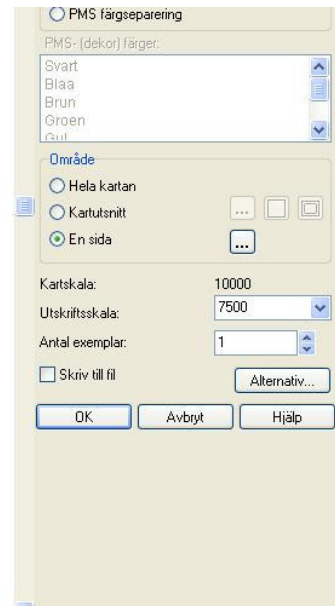 PMS färgseparering
PMS- (dekor) färger:
Svart
Blaa
Brun
Groen
Gul
Område
Hela kartan
Kartutsnitt
...
En sida
...
Kartskala: 10000
Utskriftsskala: 7500
Antal exemplar: 1
Skriv till fil
Alternativ...
OK Avbryt Hjälp